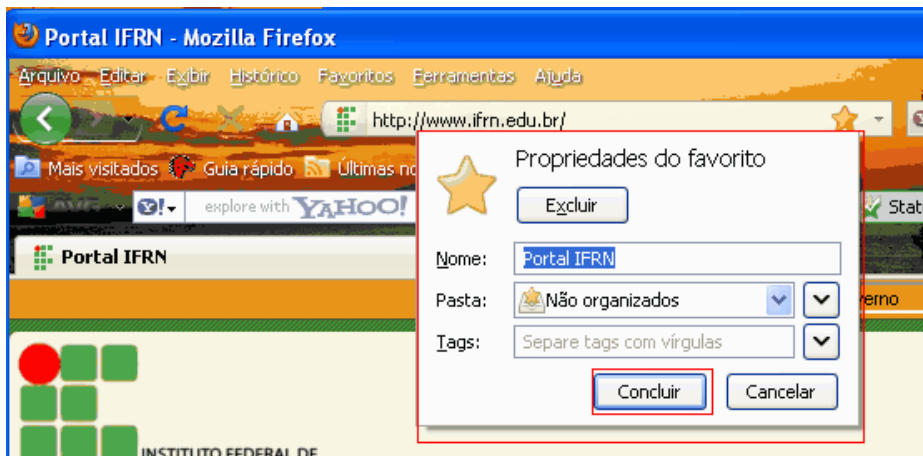 Portal IFRN - Mozilla Firefox
Arquivo Editar Exibir Histórico Favoritos Ferramentas Ajuda
http://www.ifrn.edu.br/
Mais visitados Guia rápido Últimas no
Propriedades do favorito
Excluir
AVG explore with YAHOO! Stat
Portal IFRN
Nome: Portal IFRN
Pasta: Não organizados
verno
Tags: Separe tags com vírgulas
Concluir Cancelar
INSTITUTO FEDERAL DE